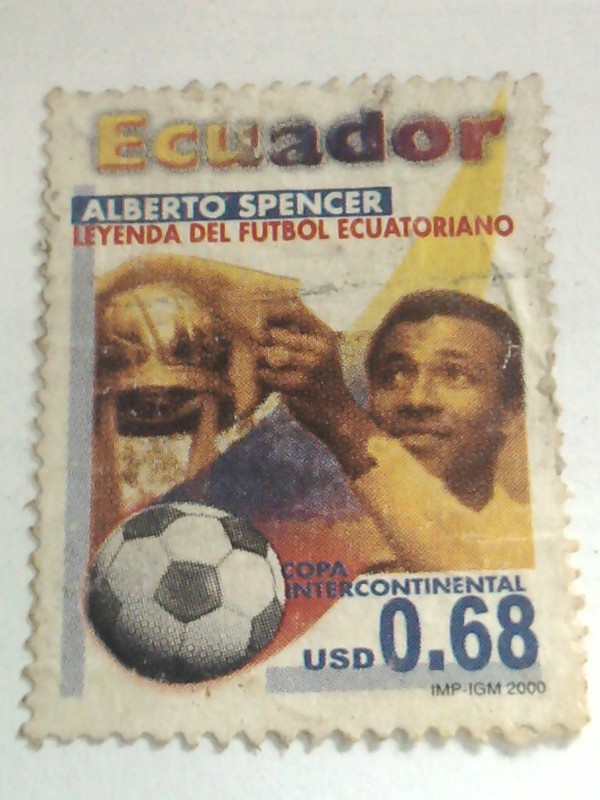 Ecuador
ALBERTO SPENCER
LEYENDA DEL FUTBOL ECUATORIANO
COPA
INTERCONTINENTAL
USD 0.68
IMP-IGM 2000